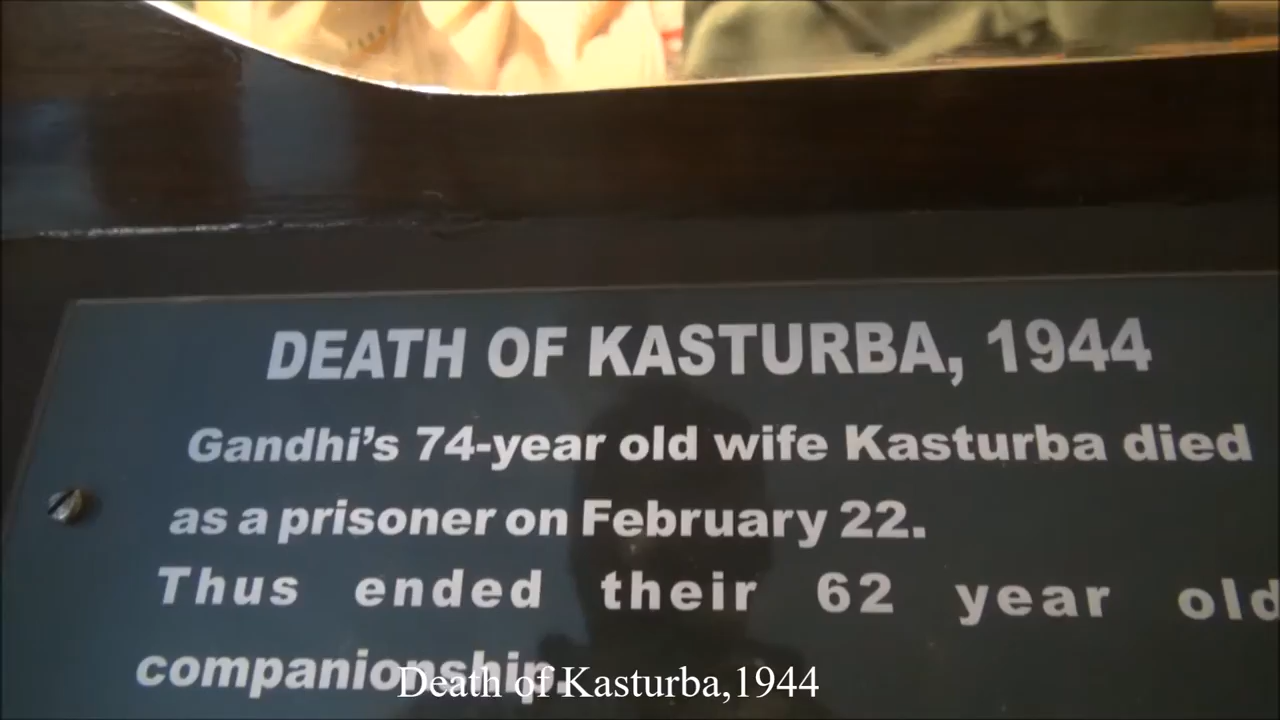 DEATH OF KASTURBA, 1944
Gandhi's 74-year old wife Kasturba died
as a prisoner on February 22.
Thus ended their 62 year old
companionship.
Death of Kasturba,1944